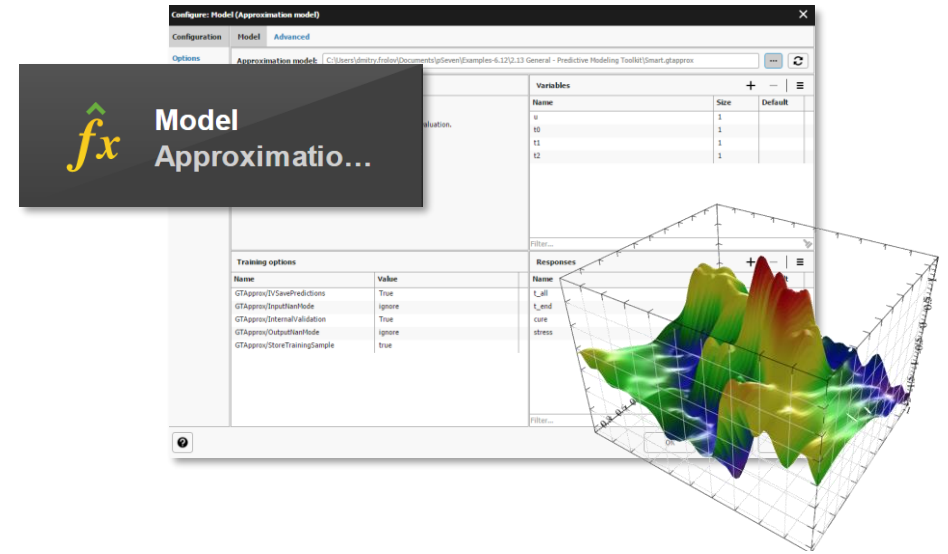 Configure: Model (Approximation model)
Configuration Model Advanced
Options Approximation model: C:\Users\dmitry.frolov\Documents\pSeven\Examples-6.12\2.13 General - Predictive Modeling Toolkit\Smart.gtapprox ...
Model
Approximatio...
fx
valuation.
Variables
Name Size Default
u 1
t0 1
t1 1
t2 1
Filter...
Training options
Name Value
GTApprox/IVSavePredictions True
GTApprox/InputNanMode ignore
GTApprox/InternalValidation True
GTApprox/OutputNanMode ignore
GTApprox/StoreTrainingSample true
Responses
Name
t_all
t_end
cure
stress
Filter...